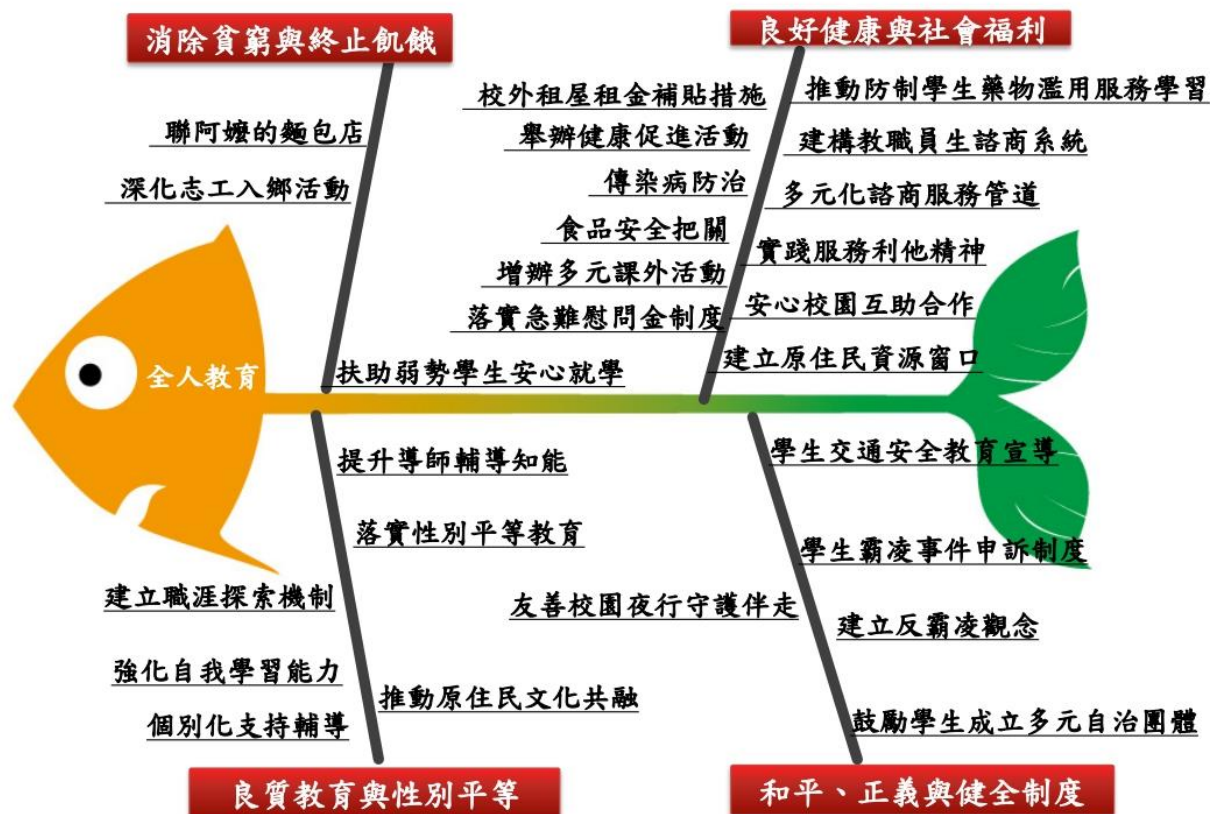 消除貧窮與終止飢餓
聯阿嬤的麵包店
深化志工入鄉活動
扶助弱勢學生安心就學
良好健康與社會福利
校外租屋租金補貼措施
舉辦健康促進活動
傳染病防治
食品安全把關
增辦多元課外活動
落實急難慰問金制度
推動防制學生藥物濫用服務學習
建構教職員生諮商系統
多元化諮商服務管道
實踐服務利他精神
安心校園互助合作
建立原住民資源窗口
全人教育
提升導師輔導知能
落實性別平等教育
建立職涯探索機制
強化自我學習能力
個別化支持輔導
推動原住民文化共融
良質教育與性別平等
學生交通安全教育宣導
學生霸凌事件申訴制度
友善校園夜行守護伴走
建立反霸凌觀念
鼓勵學生成立多元自治團體
和平、正義與健全制度